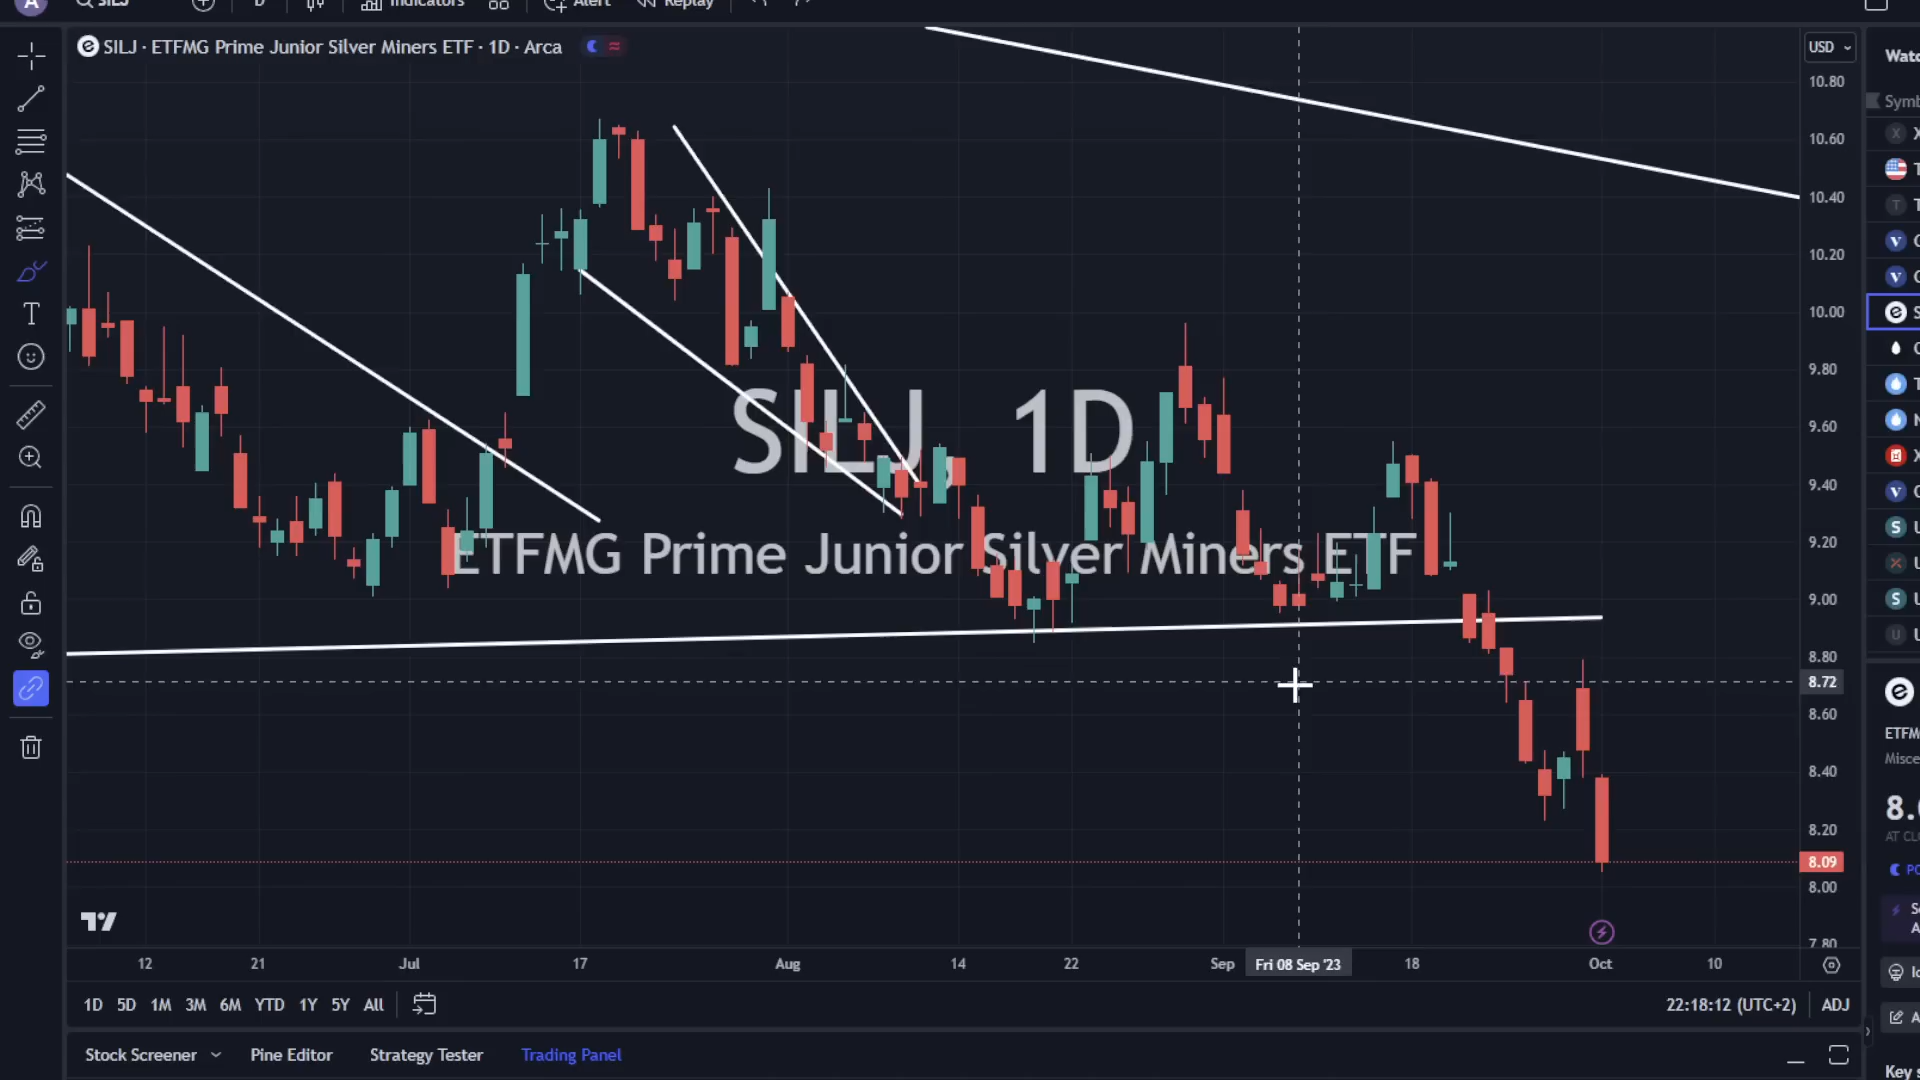 A
SILJ
D
Indicators
Alert
Replay
SILJ · ETFMG Prime Junior Silver Miners ETF · 1D · Arca
USD
10.80
10.60
10.40
10.20
10.00
9.80
9.60
9.40
9.20
9.00
8.80
8.72
8.60
8.40
8.20
8.09
8.00
7.80
SILJ, 1D
ETFMG Prime Junior Silver Miners ETF
12
21
Jul
17
Aug
14
22
Sep
Fri 08 Sep '23
18
Oct
10
1D 5D 1M 3M 6M YTD 1Y 5Y All
22:18:12 (UTC+2)
ADJ
Stock Screener
Pine Editor
Strategy Tester
Trading Panel
Key